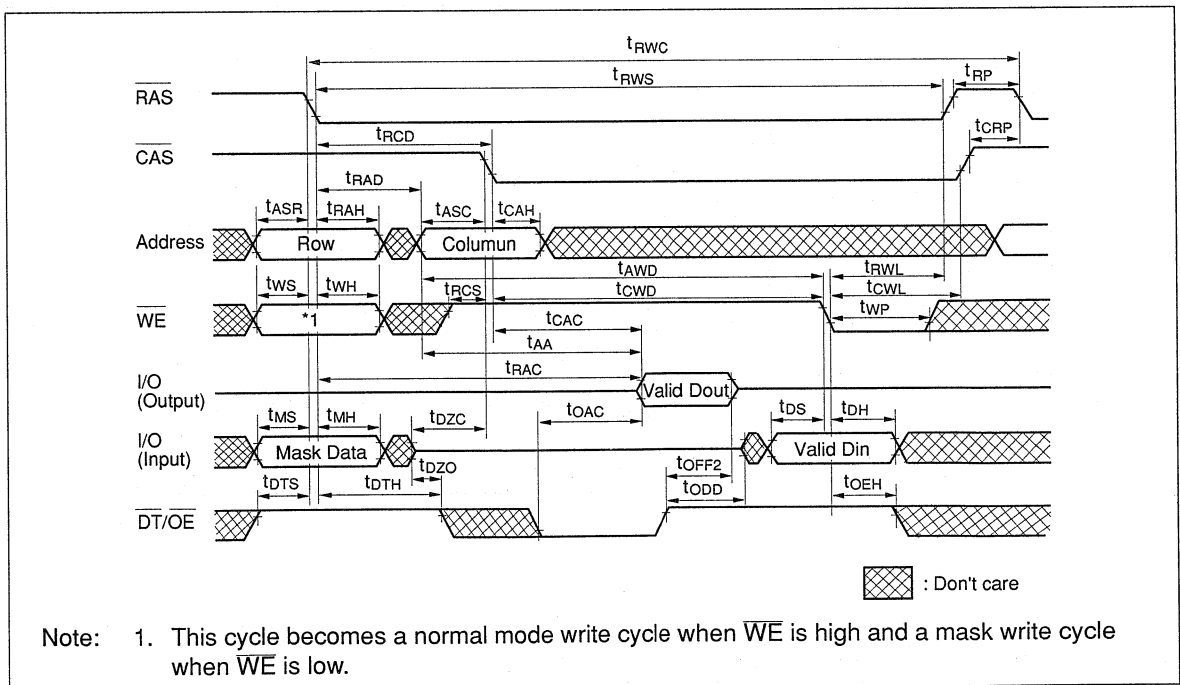 tRWC
tRWS
tRP
RAS
tRCD
tCRP
CAS
tRAD
tASR
tRAH
tASC
tCAH
Address
Row
Columun
tAWD
tRWL
tWS
tWH
tRCS
tCWD
tCWL
WE
*1
tWP
tCAC
tAA
tRAC
I/O
(Output)
Valid Dout
tOAC
tMS
tMH
tDZC
tDS
tDH
I/O
(Input)
Mask Data
Valid Din
tDZO
tOFF2
tDTS
tDTH
tODD
tOEH
DT/OE
: Don't care
Note: 1. This cycle becomes a normal mode write cycle when WE is high and a mask write cycle
when WE is low.